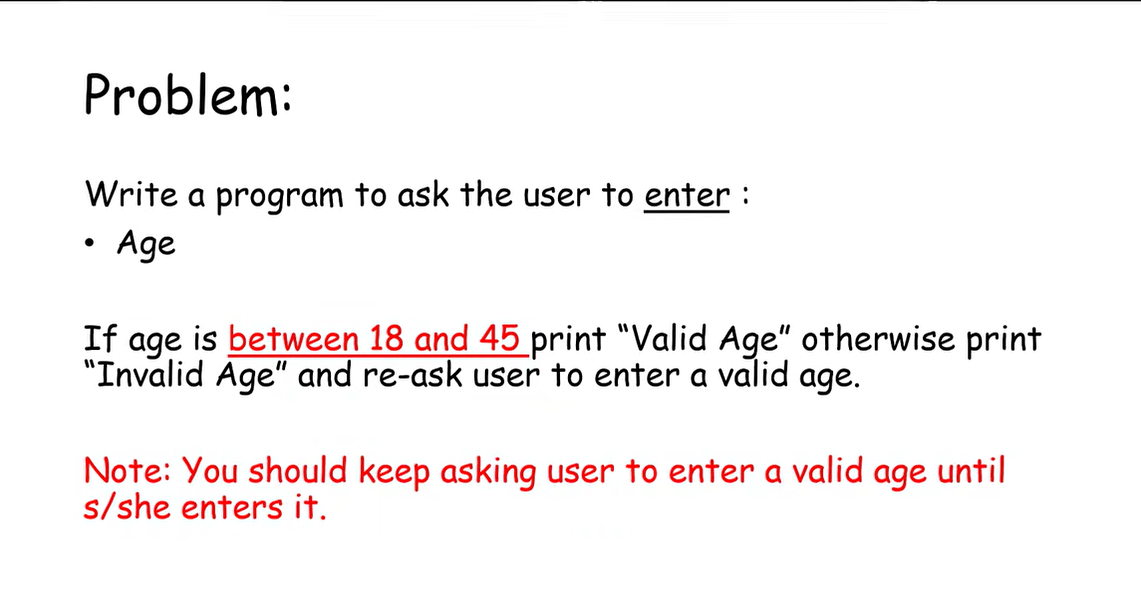 Problem:
Write a program to ask the user to enter :
• Age
If age is between 18 and 45 print “Valid Age” otherwise print
“Invalid Age” and re-ask user to enter a valid age.
Note: You should keep asking user to enter a valid age until
s/she enters it.